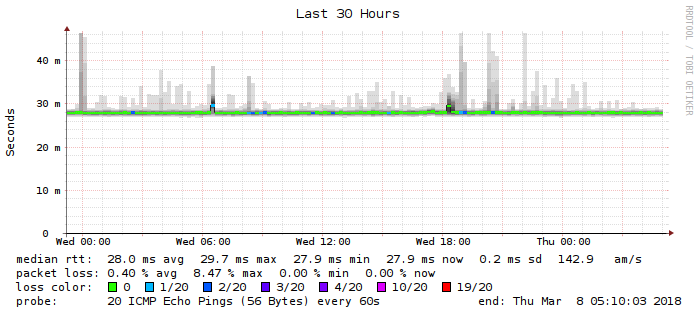 Last 30 Hours
RRDTOOL / TOBI OETIKER
Seconds
40 m
30 m
20 m
10 m
0
Wed 00:00 Wed 06:00 Wed 12:00 Wed 18:00 Thu 00:00
median rtt: 28.0 ms avg 29.7 ms max 27.9 ms min 27.9 ms now 0.2 ms sd 142.9 am/s
packet loss: 0.40 % avg 8.47 % max 0.00 % min 0.00 % now
loss color: 0 1/20 2/20 3/20 4/20 10/20 19/20
probe: 20 ICMP Echo Pings (56 Bytes) every 60s end: Thu Mar 8 05:10:03 2018